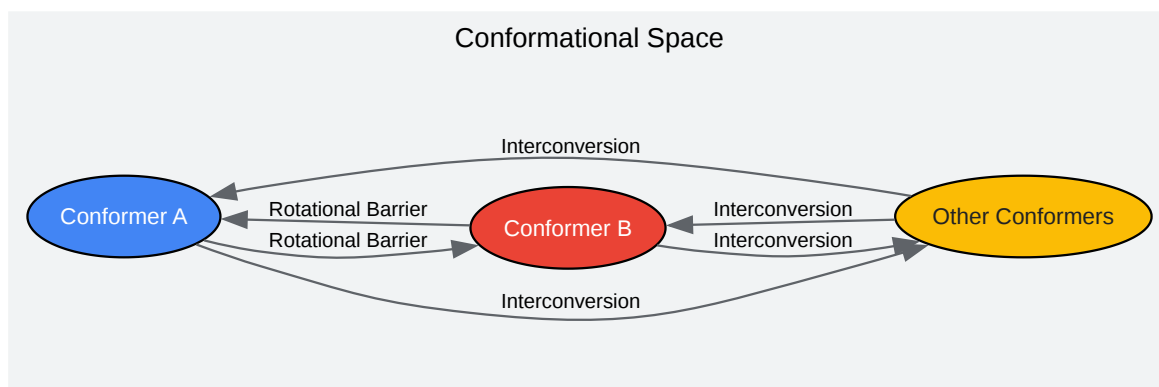 Conformational Space
Interconversion
Conformer A
Rotational Barrier
Rotational Barrier
Conformer B
Interconversion
Interconversion
Other Conformers
Interconversion